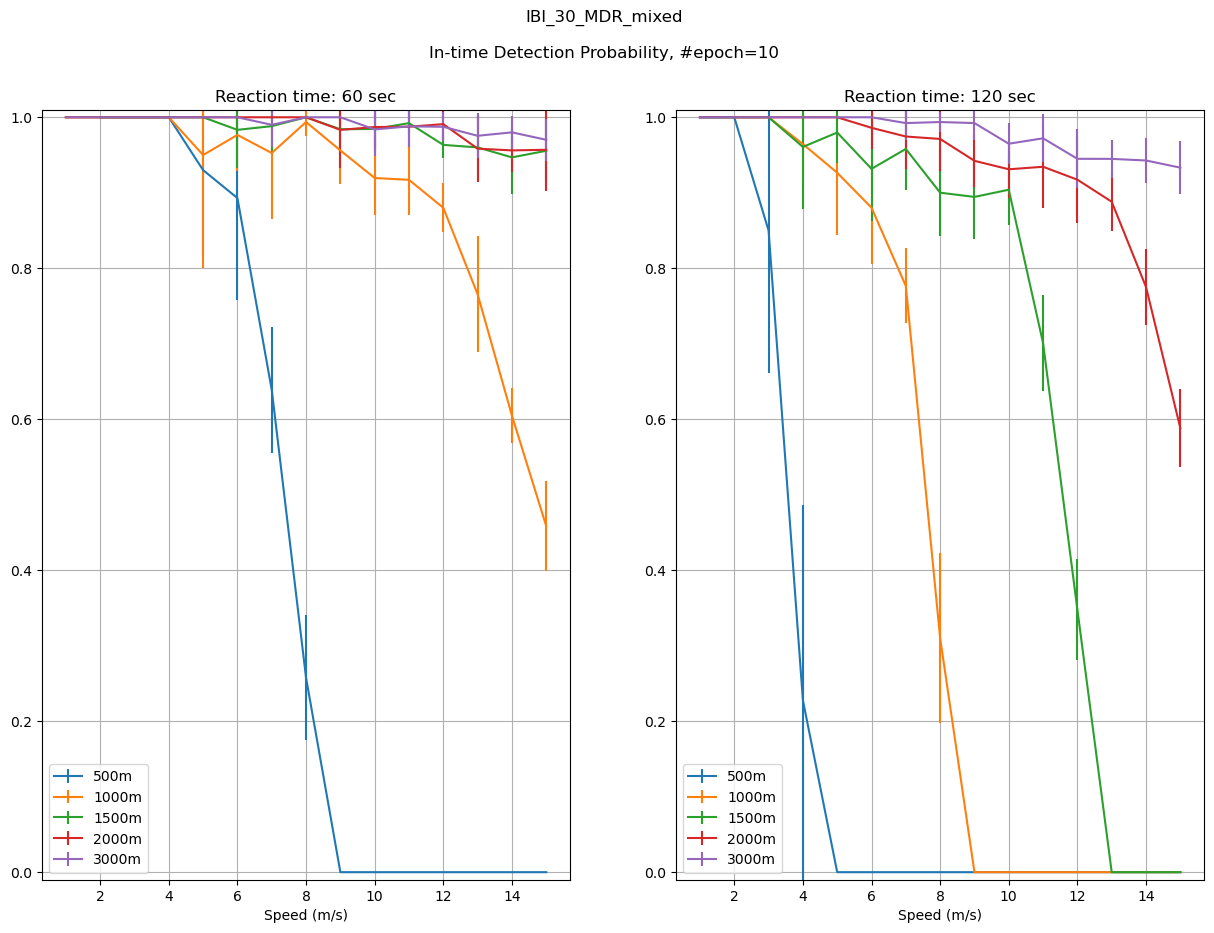 IBI_30_MDR_mixed
In-time Detection Probability, #epoch=10
Reaction time: 60 sec
1.0
0.8
0.6
0.4
0.2
0.0
500m
1000m
1500m
2000m
3000m
2 4 6 8 10 12 14
Speed (m/s)
Reaction time: 120 sec
1.0
0.8
0.6
0.4
0.2
0.0
500m
1000m
1500m
2000m
3000m
2 4 6 8 10 12 14
Speed (m/s)